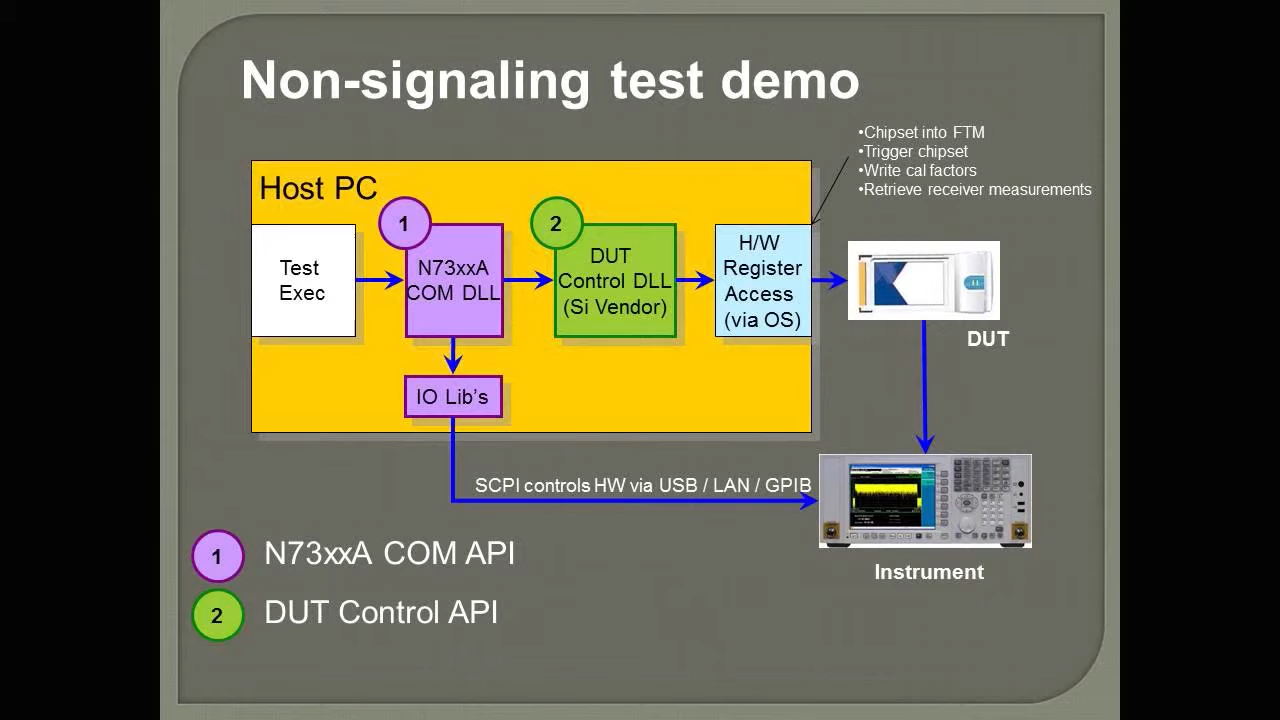 Non-signaling test demo
•Chipset into FTM
•Trigger chipset
•Write cal factors
•Retrieve receiver measurements
Host PC
1
2
Test
Exec
N73xxA
COM DLL
DUT
Control DLL
(Si Vendor)
H/W
Register
Access
(via OS)
DUT
IO Lib's
SCPI controls HW via USB / LAN / GPIB
Instrument
1
N73xxA COM API
2
DUT Control API